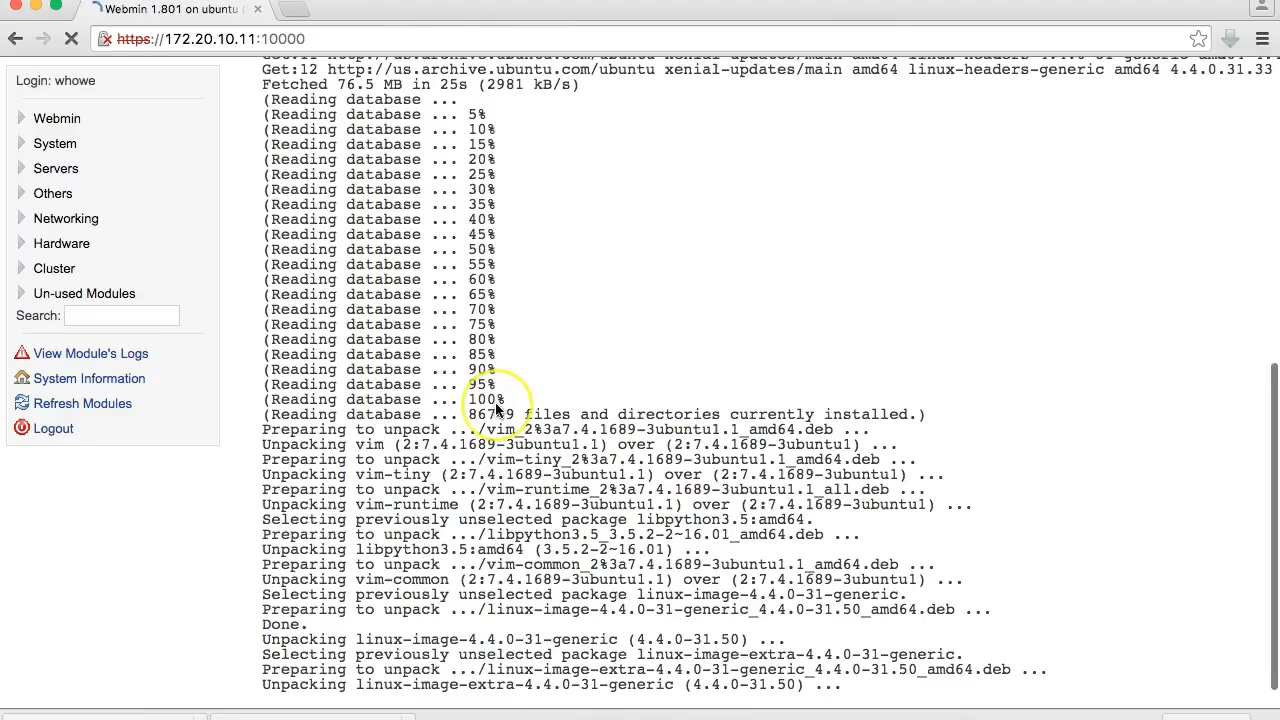 Webmin 1.801 on ubuntu
https://172.20.10.11:10000
Login: whowe
Webmin
System
Servers
Others
Networking
Hardware
Cluster
Un-used Modules
Search:
View Module's Logs
System Information
Refresh Modules
Logout
Get:12 http://us.archive.ubuntu.com/ubuntu xenial-updates/main amd64 linux-headers-generic amd64 4.4.0.31.33
Fetched 76.5 MB in 25s (2981 kB/s)
(Reading database ...
(Reading database ... 5%
(Reading database ... 10%
(Reading database ... 15%
(Reading database ... 20%
(Reading database ... 25%
(Reading database ... 30%
(Reading database ... 35%
(Reading database ... 40%
(Reading database ... 45%
(Reading database ... 50%
(Reading database ... 55%
(Reading database ... 60%
(Reading database ... 65%
(Reading database ... 70%
(Reading database ... 75%
(Reading database ... 80%
(Reading database ... 85%
(Reading database ... 90%
(Reading database ... 95%
(Reading database ... 100%
(Reading database ... files and directories currently installed.)
Preparing to unpack .../vim_2%3a7.4.1689-3ubuntu1.1_amd64.deb ...
Unpacking vim (2:7.4.1689-3ubuntu1.1) over (2:7.4.1689-3ubuntu1) ...
Preparing to unpack .../vim-tiny_2%3a7.4.1689-3ubuntu1.1_amd64.deb ...
Unpacking vim-tiny (2:7.4.1689-3ubuntu1.1) over (2:7.4.1689-3ubuntu1) ...
Preparing to unpack .../vim-runtime_2%3a7.4.1689-3ubuntu1.1_all.deb ...
Unpacking vim-runtime (2:7.4.1689-3ubuntu1.1) over (2:7.4.1689-3ubuntu1) ...
Selecting previously unselected package libpython3.5:amd64.
Preparing to unpack .../libpython3.5_3.5.2-2~16.01_amd64.deb ...
Unpacking libpython3.5:amd64 (3.5.2-2~16.01) ...
Preparing to unpack .../vim-common_2%3a7.4.1689-3ubuntu1.1_amd64.deb ...
Unpacking vim-common (2:7.4.1689-3ubuntu1.1) over (2:7.4.1689-3ubuntu1) ...
Selecting previously unselected package linux-image-4.4.0-31-generic.
Preparing to unpack .../linux-image-4.4.0-31-generic_4.4.0-31.50_amd64.deb ...
Done.
Unpacking linux-image-4.4.0-31-generic (4.4.0-31.50) ...
Selecting previously unselected package linux-image-extra-4.4.0-31-generic.
Preparing to unpack .../linux-image-extra-4.4.0-31-generic_4.4.0-31.50_amd64.deb ...
Unpacking linux-image-extra-4.4.0-31-generic (4.4.0-31.50) ...